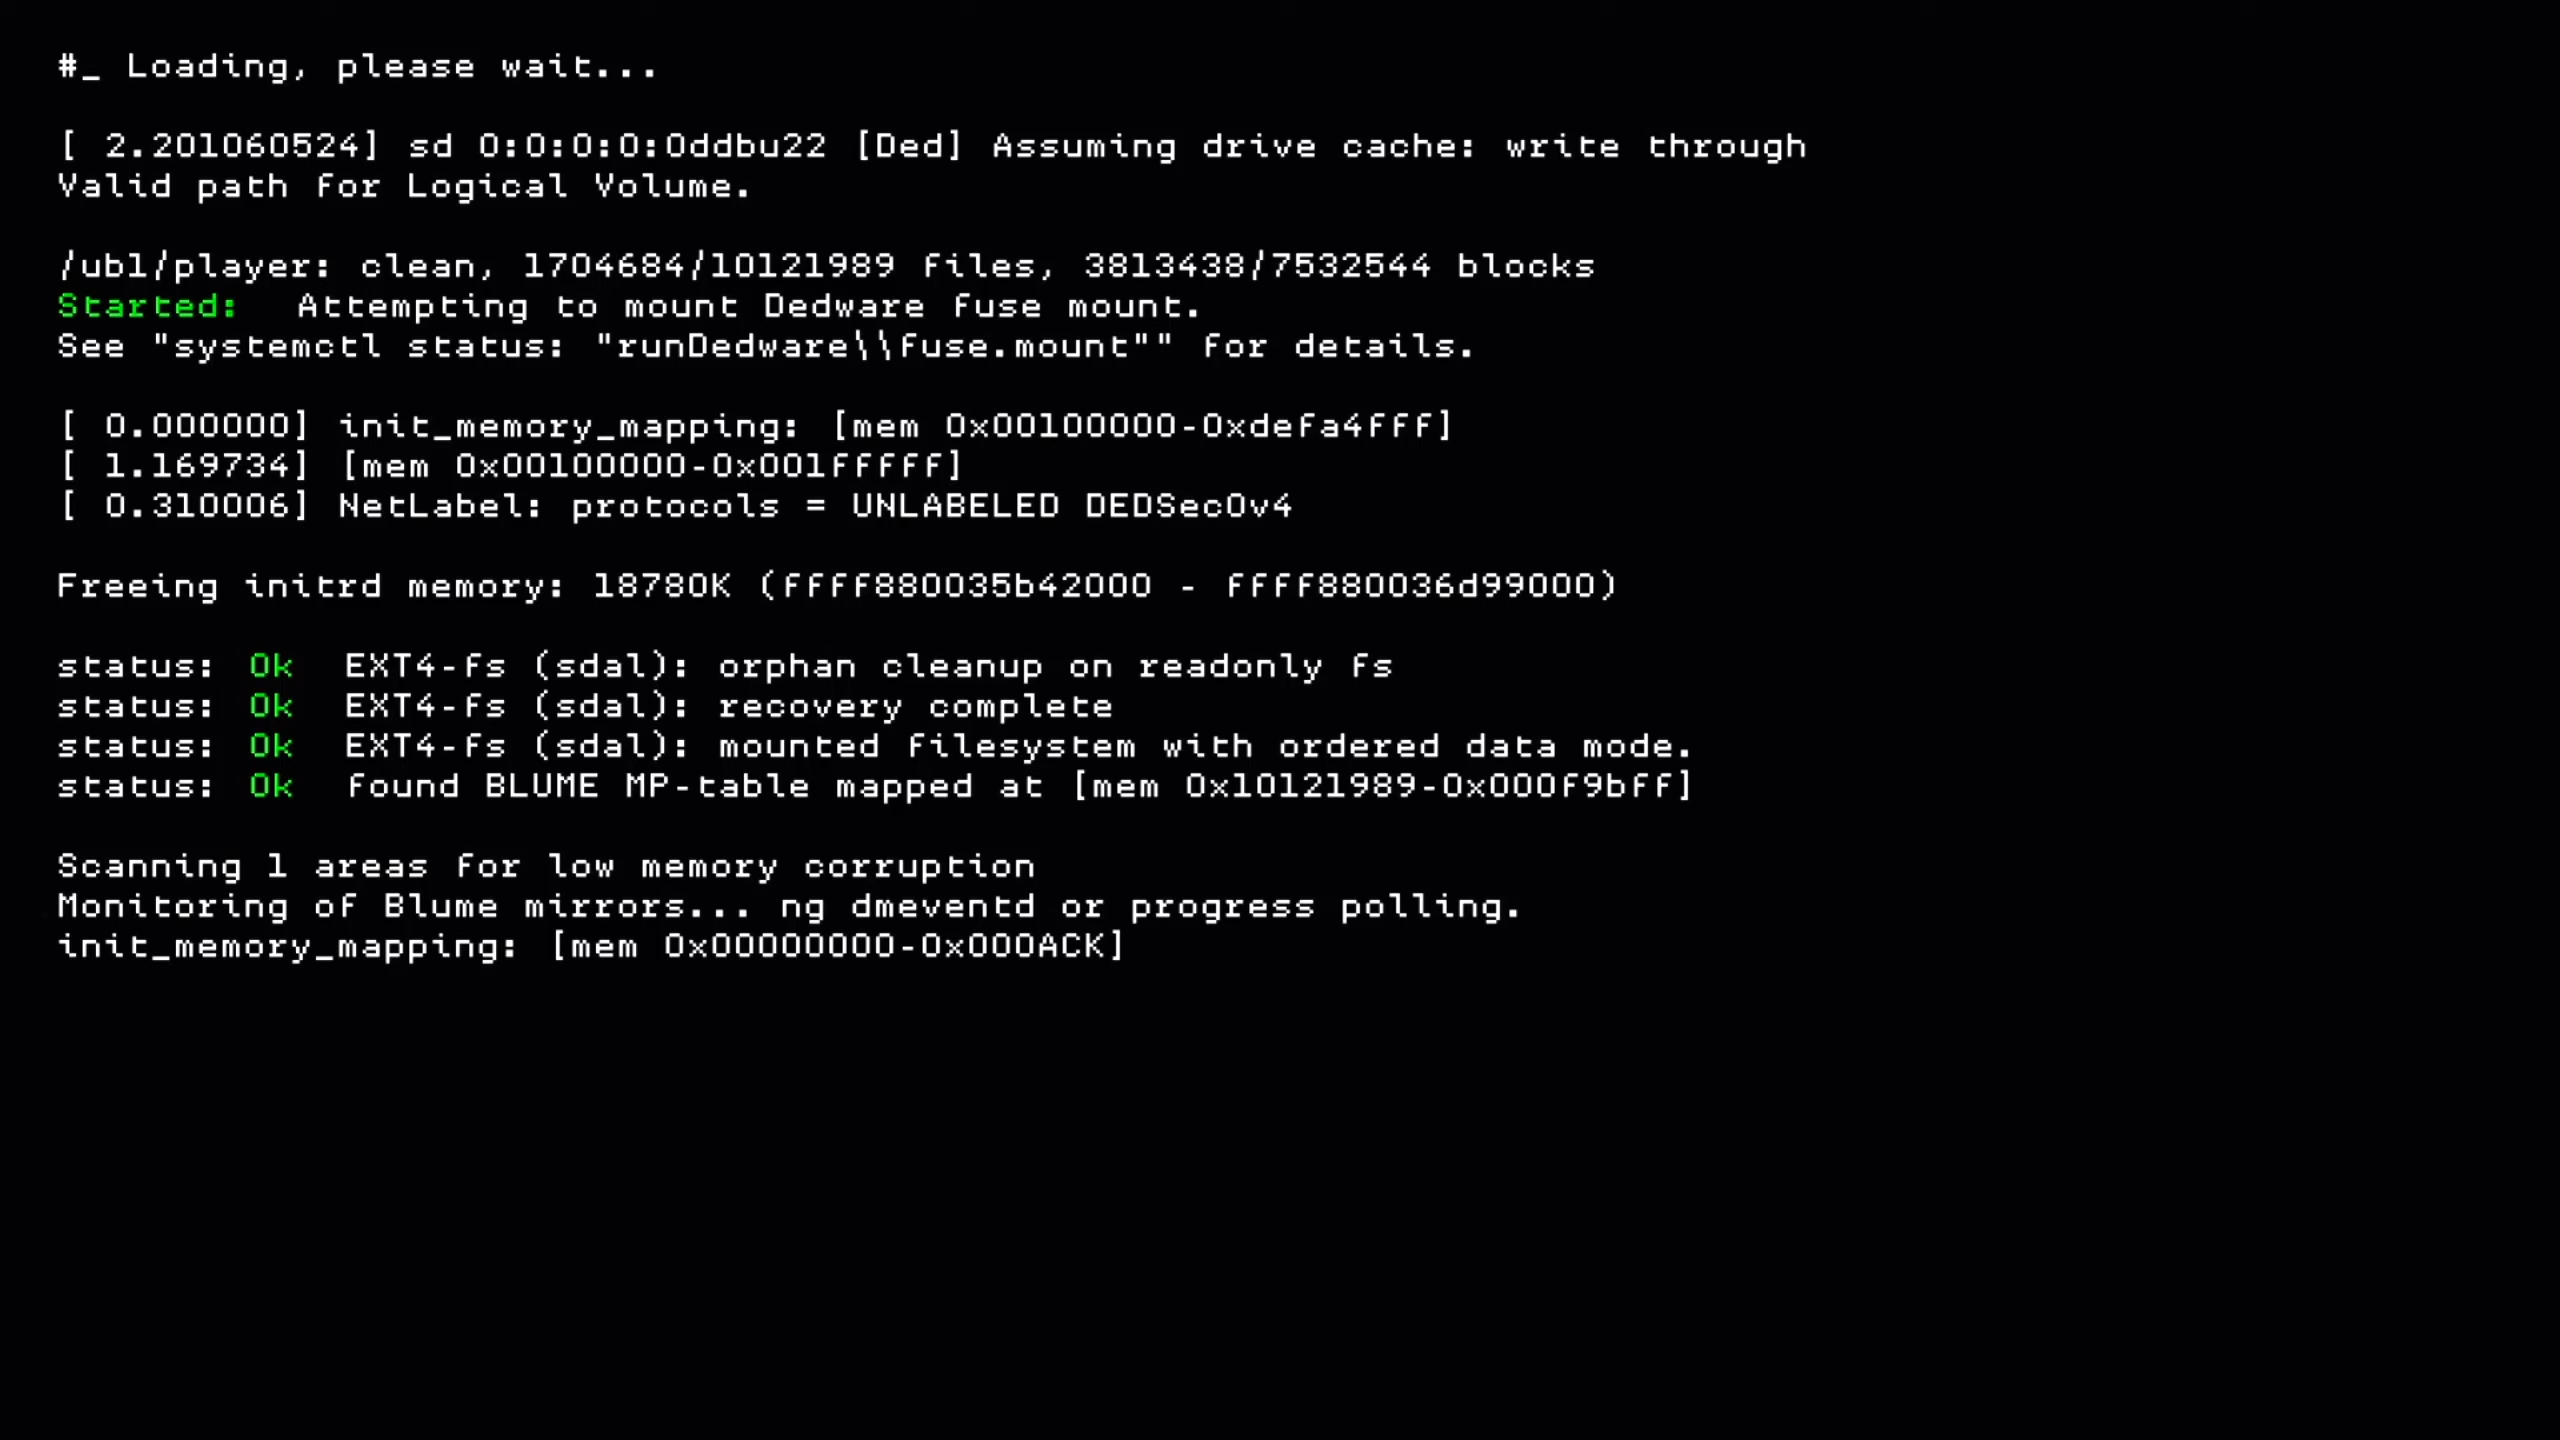 #_ Loading, please wait...
[ 2.201060524] sd 0:0:0:0:0ddbu22 [Ded] Assuming drive cache: write through
Valid path for Logical Volume.
/ubl/player: clean, 1704684/10121989 files, 3813438/7532544 blocks
Started:  Attempting to mount Dedware fuse mount.
See "systemctl status: "runDedware\\fuse.mount"" for details.
[ 0.000000] init_memory_mapping: [mem 0x00100000-0xdefa4fff]
[ 1.169734] [mem 0x00100000-0x001fffff]
[ 0.310006] NetLabel: protocols = UNLABELED DEDSecOv4
Freeing initrd memory: 18780K (ffff880035b42000 - ffff880036d99000)
status: Ok  EXT4-fs (sdal): orphan cleanup on readonly fs
status: Ok  EXT4-fs (sdal): recovery complete
status: Ok  EXT4-fs (sdal): mounted filesystem with ordered data mode.
status: Ok  found BLUME MP-table mapped at [mem 0x10121989-0x000f9bff]
Scanning 1 areas for low memory corruption
Monitoring of Blume mirrors... ng dmeventd or progress polling.
init_memory_mapping: [mem 0x00000000-0x000ACK]